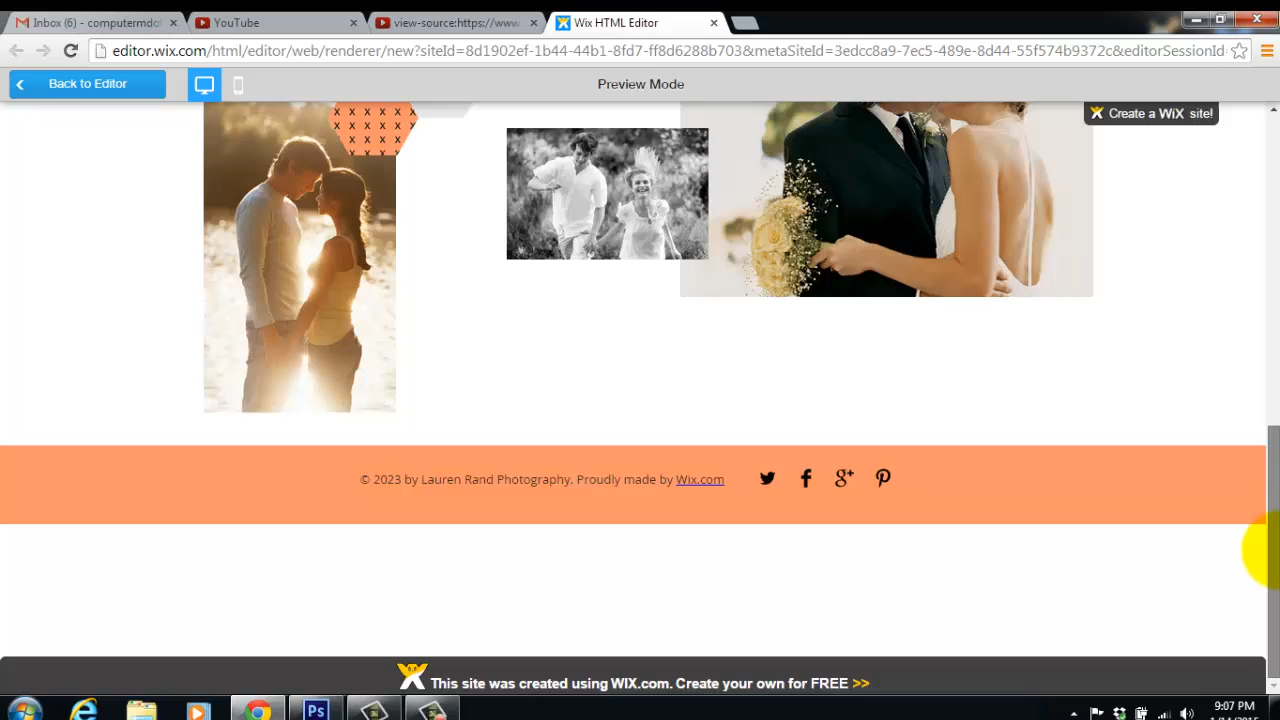 Inbox (6) - computermdof
YouTube
view-source:https://www.
Wix HTML Editor
editor.wix.com/html/editor/web/renderer/new?siteId=8d1902ef-1b44-44b1-8fd7-ff8d6288b703&metaSiteId=3edcc8a9-7ec5-489e-8d44-55f574b9372c&editorSessionId=
Back to Editor
Preview Mode
Create a WiX site!
© 2023 by Lauren Rand Photography. Proudly made by Wix.com
This site was created using WIX.com. Create your own for FREE >>
Ps
9:07 PM